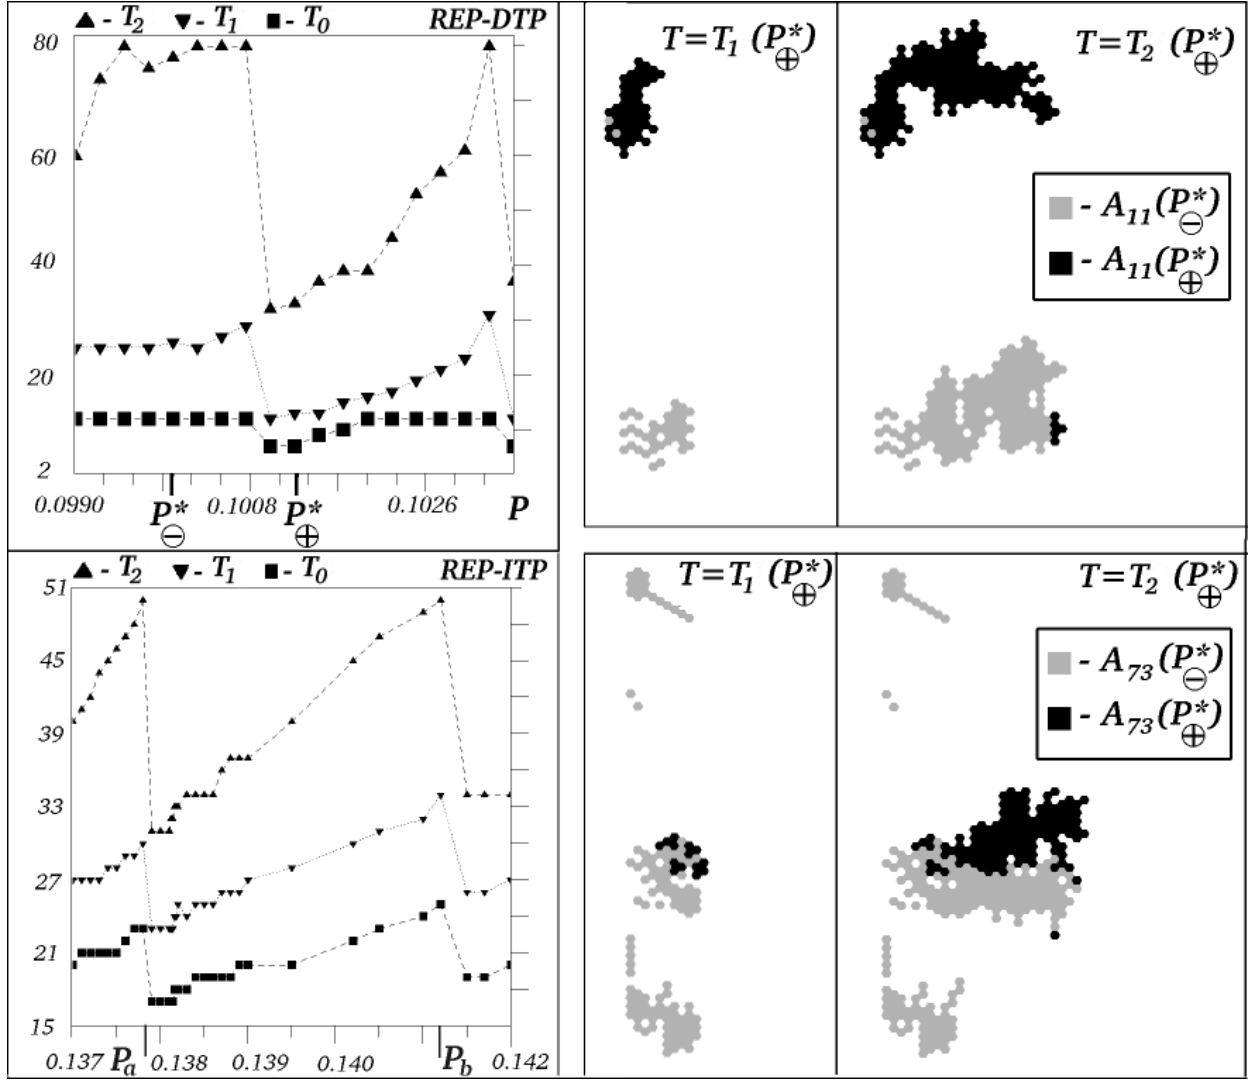 ▲ - T₂ ▼ - T₁ ■ - T₀ REP-DTP
80
60
40
20
2
0.0990 0.1008 0.1026 P
P*⊖ P*⊕
T=T₁ (P*⊕)
T=T₂ (P*⊕)
- A₁₁(P*⊖)
- A₁₁(P*⊕)
▲ - T₂ ▼ - T₁ ■ - T₀ REP-ITP
51
45
39
33
27
21
15
0.137 Pₐ 0.138 0.139 0.140 P_b 0.142
T=T₁ (P*⊕)
T=T₂ (P*⊕)
- A₇₃(P*⊖)
- A₇₃(P*⊕)